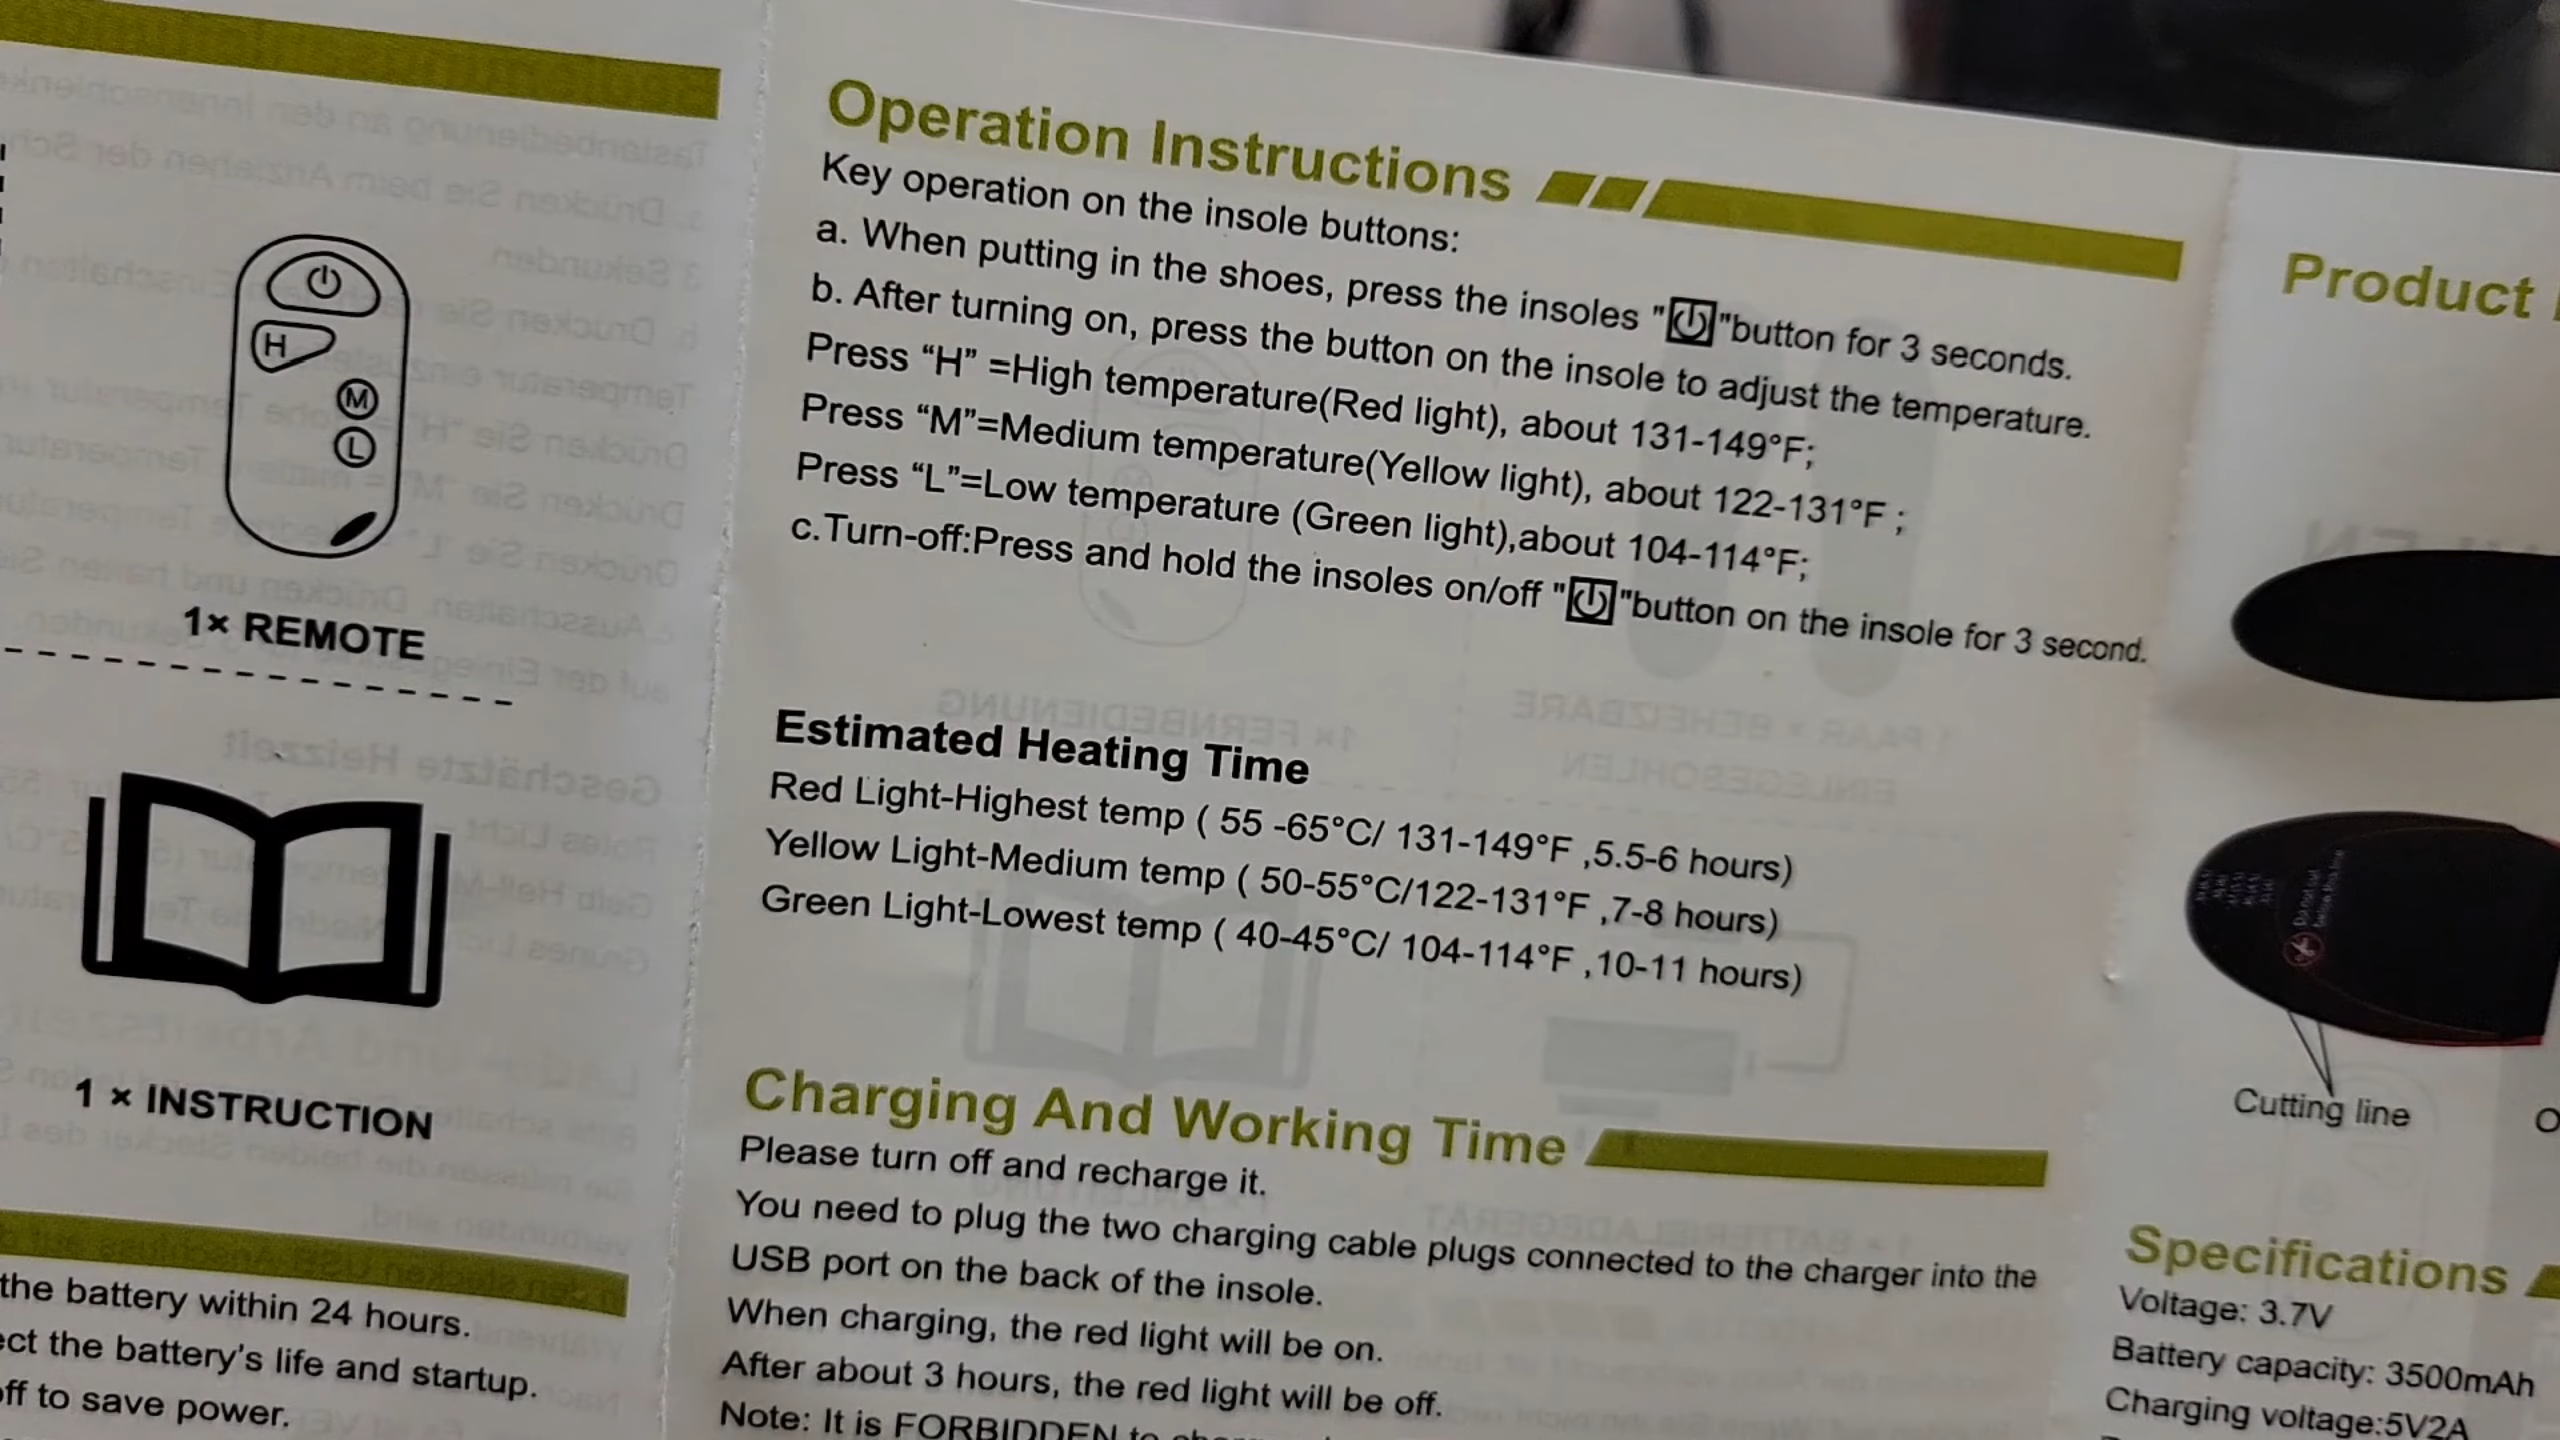 H
M
L
1× REMOTE
1 × INSTRUCTION
the battery within 24 hours.
ect the battery's life and startup.
off to save power.
Operation Instructions
Key operation on the insole buttons:
a. When putting in the shoes, press the insoles "⏻"button for 3 seconds.
b. After turning on, press the button on the insole to adjust the temperature.
Press “H” =High temperature(Red light), about 131-149°F;
Press “M”=Medium temperature(Yellow light), about 122-131°F ;
Press “L”=Low temperature (Green light),about 104-114°F;
c.Turn-off:Press and hold the insoles on/off "⏻"button on the insole for 3 second.
Estimated Heating Time
Red Light-Highest temp ( 55 -65°C/ 131-149°F ,5.5-6 hours)
Yellow Light-Medium temp ( 50-55°C/122-131°F ,7-8 hours)
Green Light-Lowest temp ( 40-45°C/ 104-114°F ,10-11 hours)
Charging And Working Time
Please turn off and recharge it.
You need to plug the two charging cable plugs connected to the charger into the
USB port on the back of the insole.
When charging, the red light will be on.
After about 3 hours, the red light will be off.
Note: It is FORBIDDEN to
Product
Cutting line
Specifications
Voltage: 3.7V
Battery capacity: 3500mAh
Charging voltage:5V2A